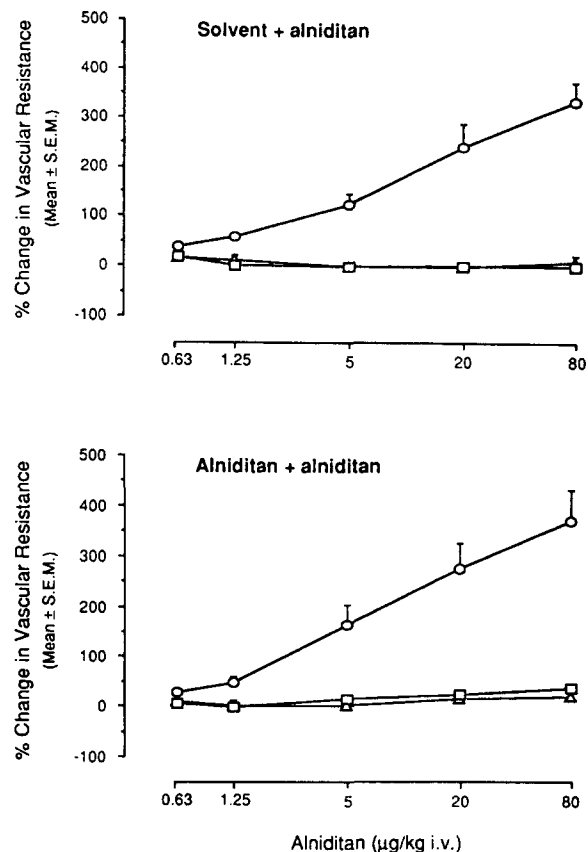 Solvent + alniditan
% Change in Vascular Resistance
(Mean ± S.E.M.)
500
400
300
200
100
0
-100
0.63 1.25 5 20 80
Alniditan + alniditan
% Change in Vascular Resistance
(Mean ± S.E.M.)
500
400
300
200
100
0
-100
0.63 1.25 5 20 80
Alniditan (μg/kg i.v.)